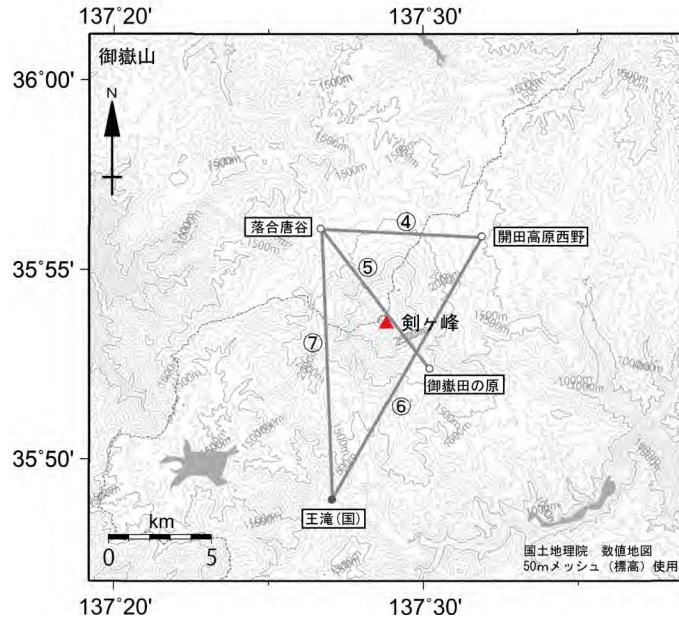 137°20'
137°30'
御嶽山
36°00'
N
1500m
落合唐谷
④
開田高原西野
35°55'
⑤
剣ヶ峰
⑦
御嶽田の原
⑥
35°50'
王滝(国)
km
0
5
国土地理院 数値地図
50mメッシュ(標高)使用
137°20'
137°30'